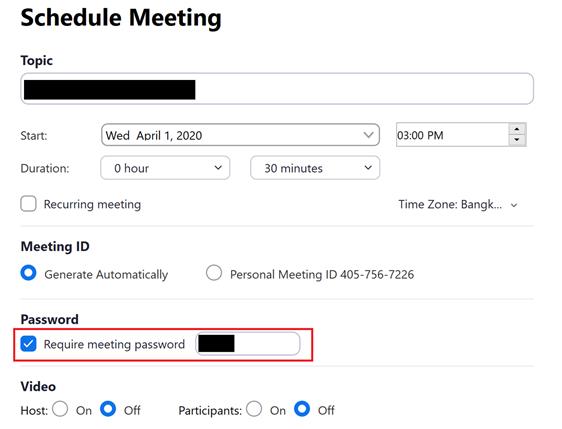 Schedule Meeting
Topic
Start: Wed April 1, 2020 03:00 PM
Duration: 0 hour 30 minutes
Recurring meeting Time Zone: Bangk...
Meeting ID
Generate Automatically Personal Meeting ID 405-756-7226
Password
Require meeting password
Video
Host: On Off Participants: On Off